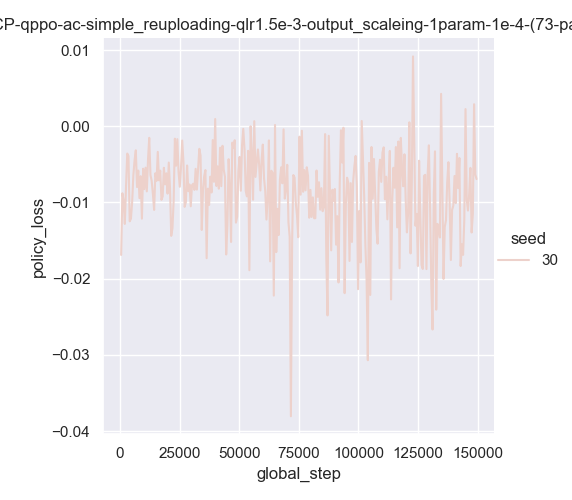 CP-qppo-ac-simple_reuploading-qlr1.5e-3-output_scaleing-1param-1e-4-(73-pa
0.01
0.00
−0.01
−0.02
−0.03
−0.04
policy_loss
0 25000 50000 75000 100000 125000 150000
global_step
seed
30